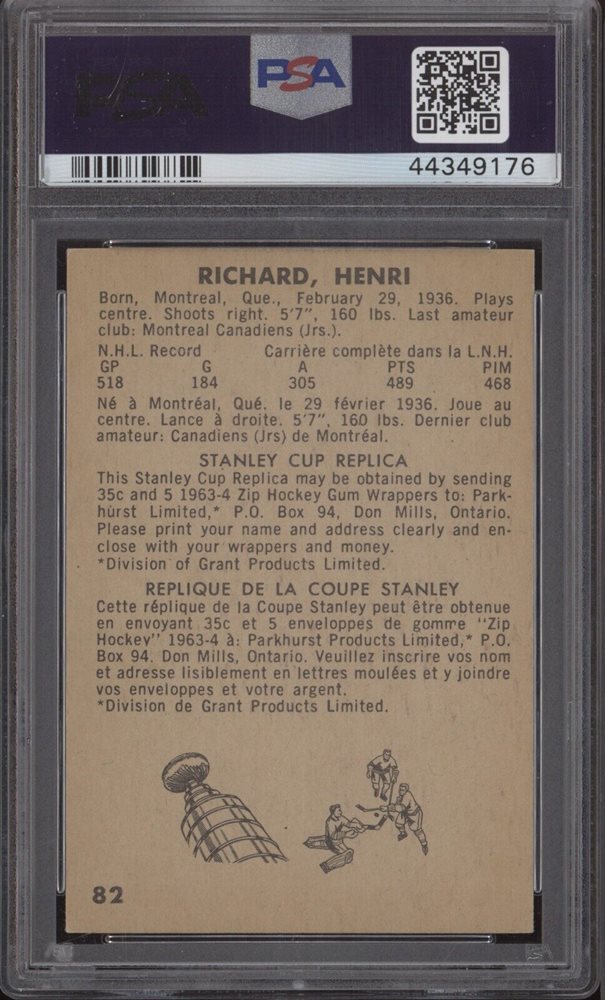 PSA
PSA
44349176
RICHARD, HENRI
Born, Montreal, Que., February 29, 1936. Plays
centre. Shoots right. 5'7", 160 lbs. Last amateur
club: Montreal Canadiens (Jrs.).
N.H.L. Record Carrière complète dans la L.N.H.
GP G A PTS PIM
518 184 305 489 468
Né à Montréal, Qué. le 29 février 1936. Joue au
centre. Lance à droite. 5'7", 160 lbs. Dernier club
amateur: Canadiens (Jrs) de Montréal.
STANLEY CUP REPLICA
This Stanley Cup Replica may be obtained by sending
35c and 5 1963-4 Zip Hockey Gum Wrappers to: Park-
hurst Limited,* P.O. Box 94, Don Mills, Ontario.
Please print your name and address clearly and en-
close with your wrappers and money.
*Division of Grant Products Limited.
REPLIQUE DE LA COUPE STANLEY
Cette réplique de la Coupe Stanley peut être obtenue
en envoyant 35c et 5 enveloppes de gomme "Zip
Hockey" 1963-4 à: Parkhurst Products Limited,* P.O.
Box 94. Don Mills, Ontario. Veuillez inscrire vos nom
et adresse lisiblement en lettres moulées et y joindre
vos enveloppes et votre argent.
*Division de Grant Products Limited.
82